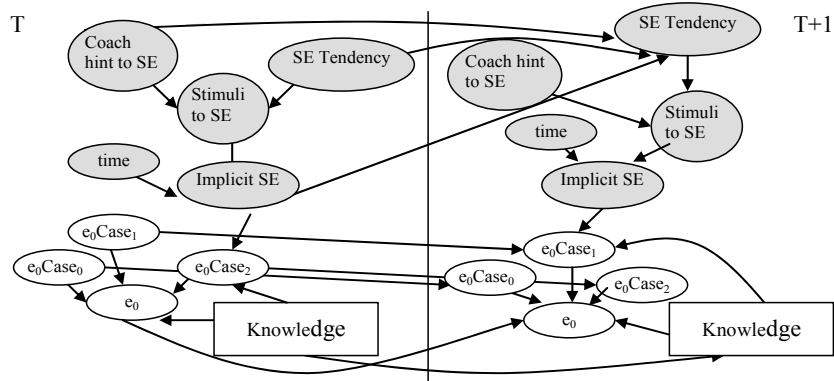 T
T+1
Coach
hint to SE
SE Tendency
Stimuli
to SE
time
Implicit SE
e0Case1
e0Case0
e0Case2
e0
Knowledge
SE Tendency
Coach hint
to SE
Stimuli
to SE
time
Implicit SE
e0Case1
e0Case0
e0Case2
e0
Knowledge